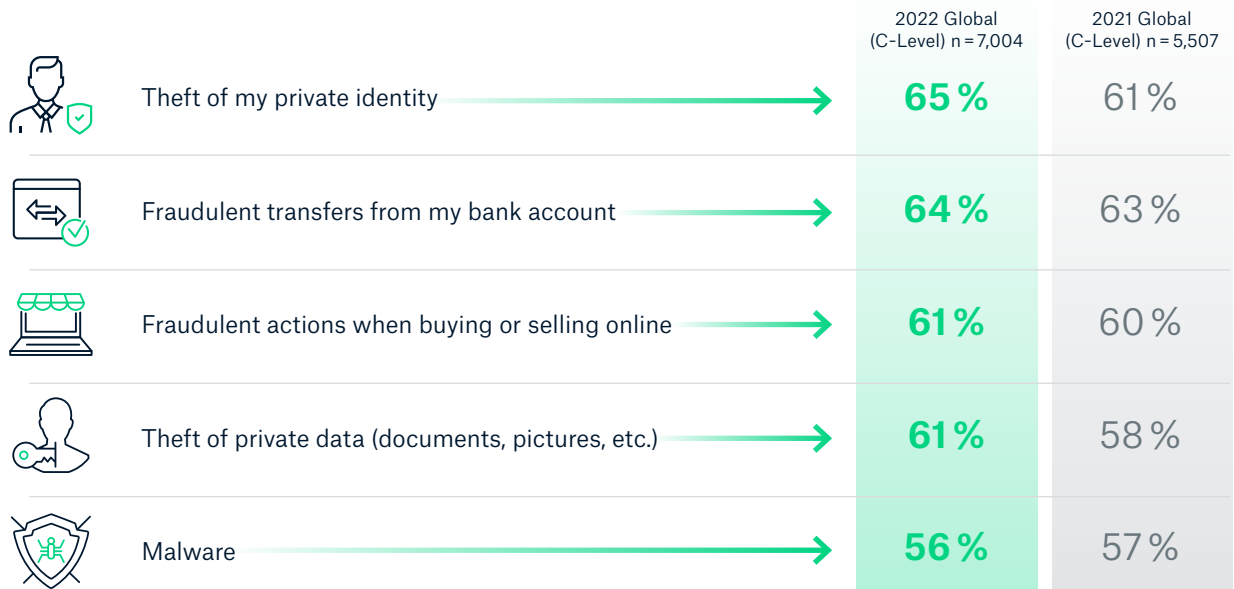 2022 Global
(C-Level) n = 7,004
2021 Global
(C-Level) n = 5,507
Theft of my private identity
65 %
61 %
Fraudulent transfers from my bank account
64 %
63 %
Fraudulent actions when buying or selling online
61 %
60 %
Theft of private data (documents, pictures, etc.)
61 %
58 %
Malware
56 %
57 %